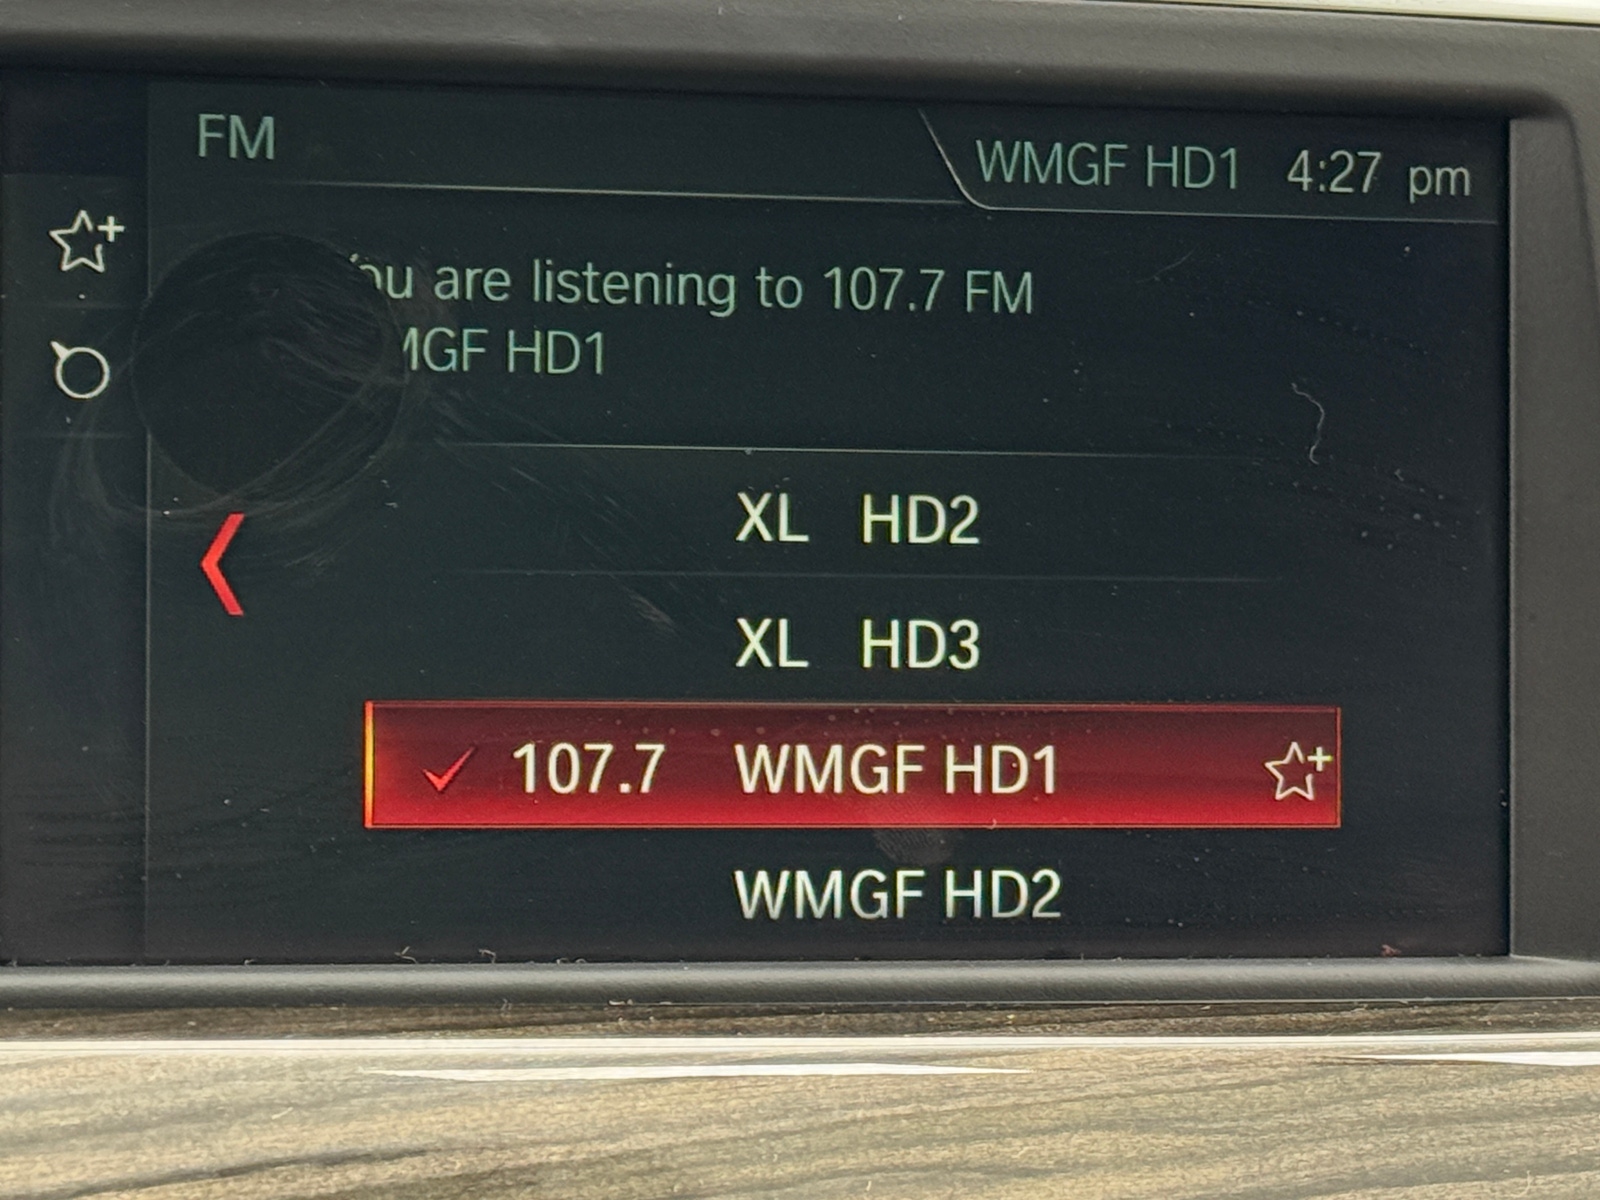 FM
WMGF HD1 4:27 pm
are listening to 107.7 FM
HD1
XL HD2
XL HD3
107.7 WMGF HD1
WMGF HD2